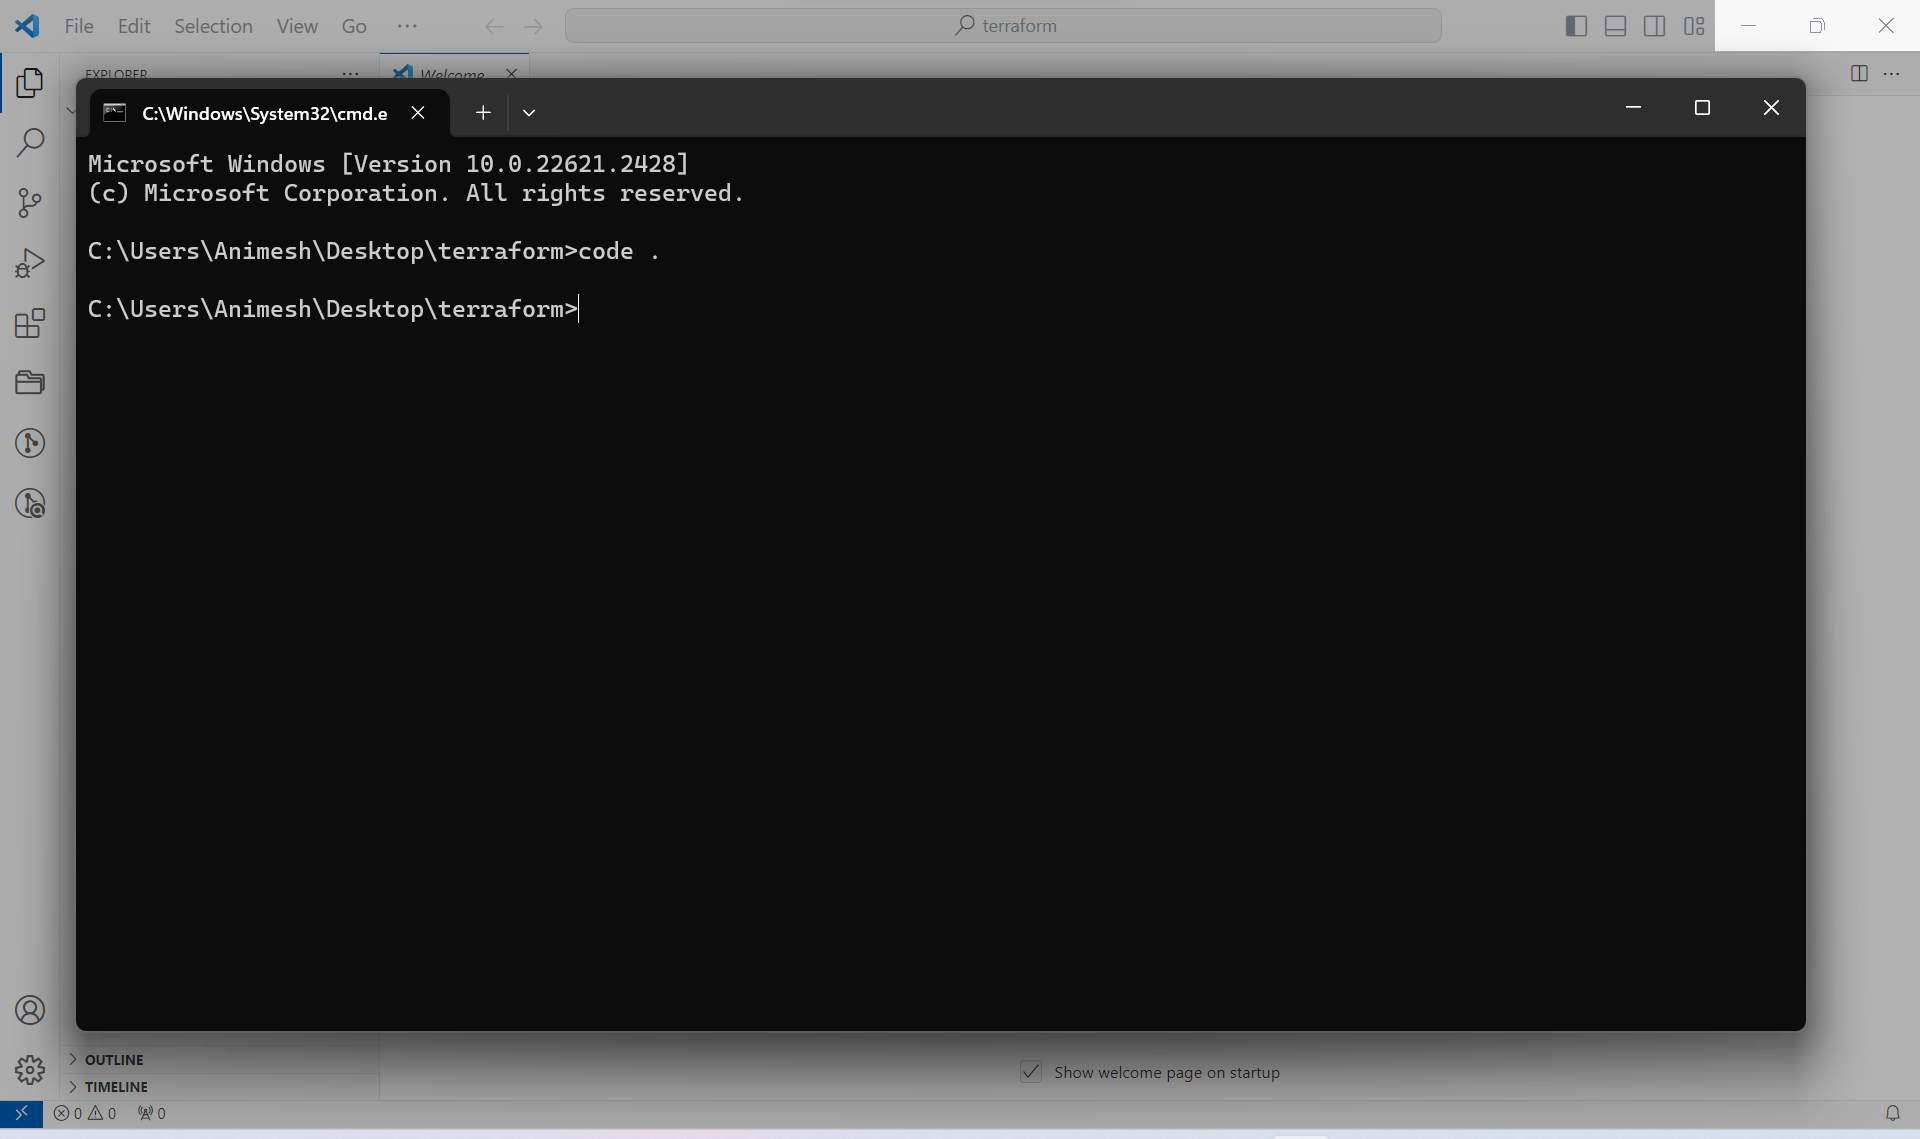 File Edit Selection View Go
terraform
EXPLORER
Welcome
C:\Windows\System32\cmd.e
Microsoft Windows [Version 10.0.22621.2428]
(c) Microsoft Corporation. All rights reserved.
C:\Users\Animesh\Desktop\terraform>code .
C:\Users\Animesh\Desktop\terraform>
OUTLINE
Show welcome page on startup
TIMELINE
0 0 0